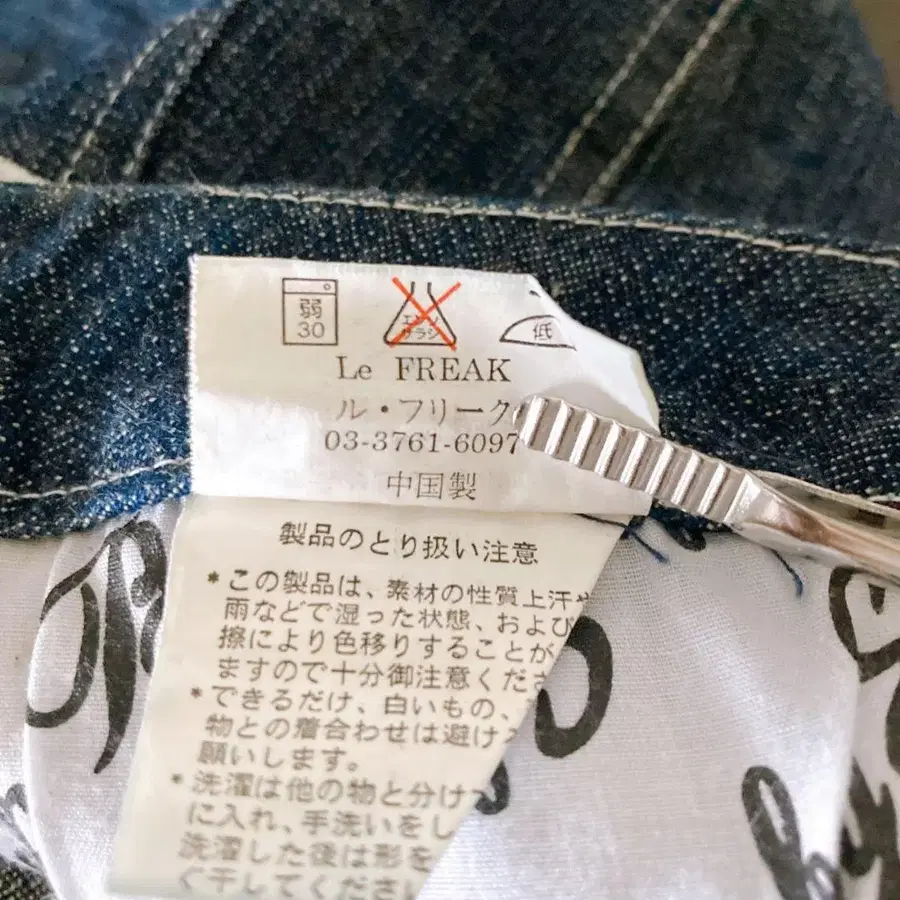 弱
30
エンソ
サラシ
低
Le FREAK
ル・フリーク
03-3761-6097
中国製
製品のとり扱い注意
*この製品は、素材の性質上汗や
雨などで湿った状態、および
擦により色移りすることが
ますので十分御注意くださ
*できるだけ、白いもの、
物との着合わせは避け
願いします。
*洗濯は他の物と分け
に入れ、手洗いをし
洗濯した後は形を
ぐ干してください